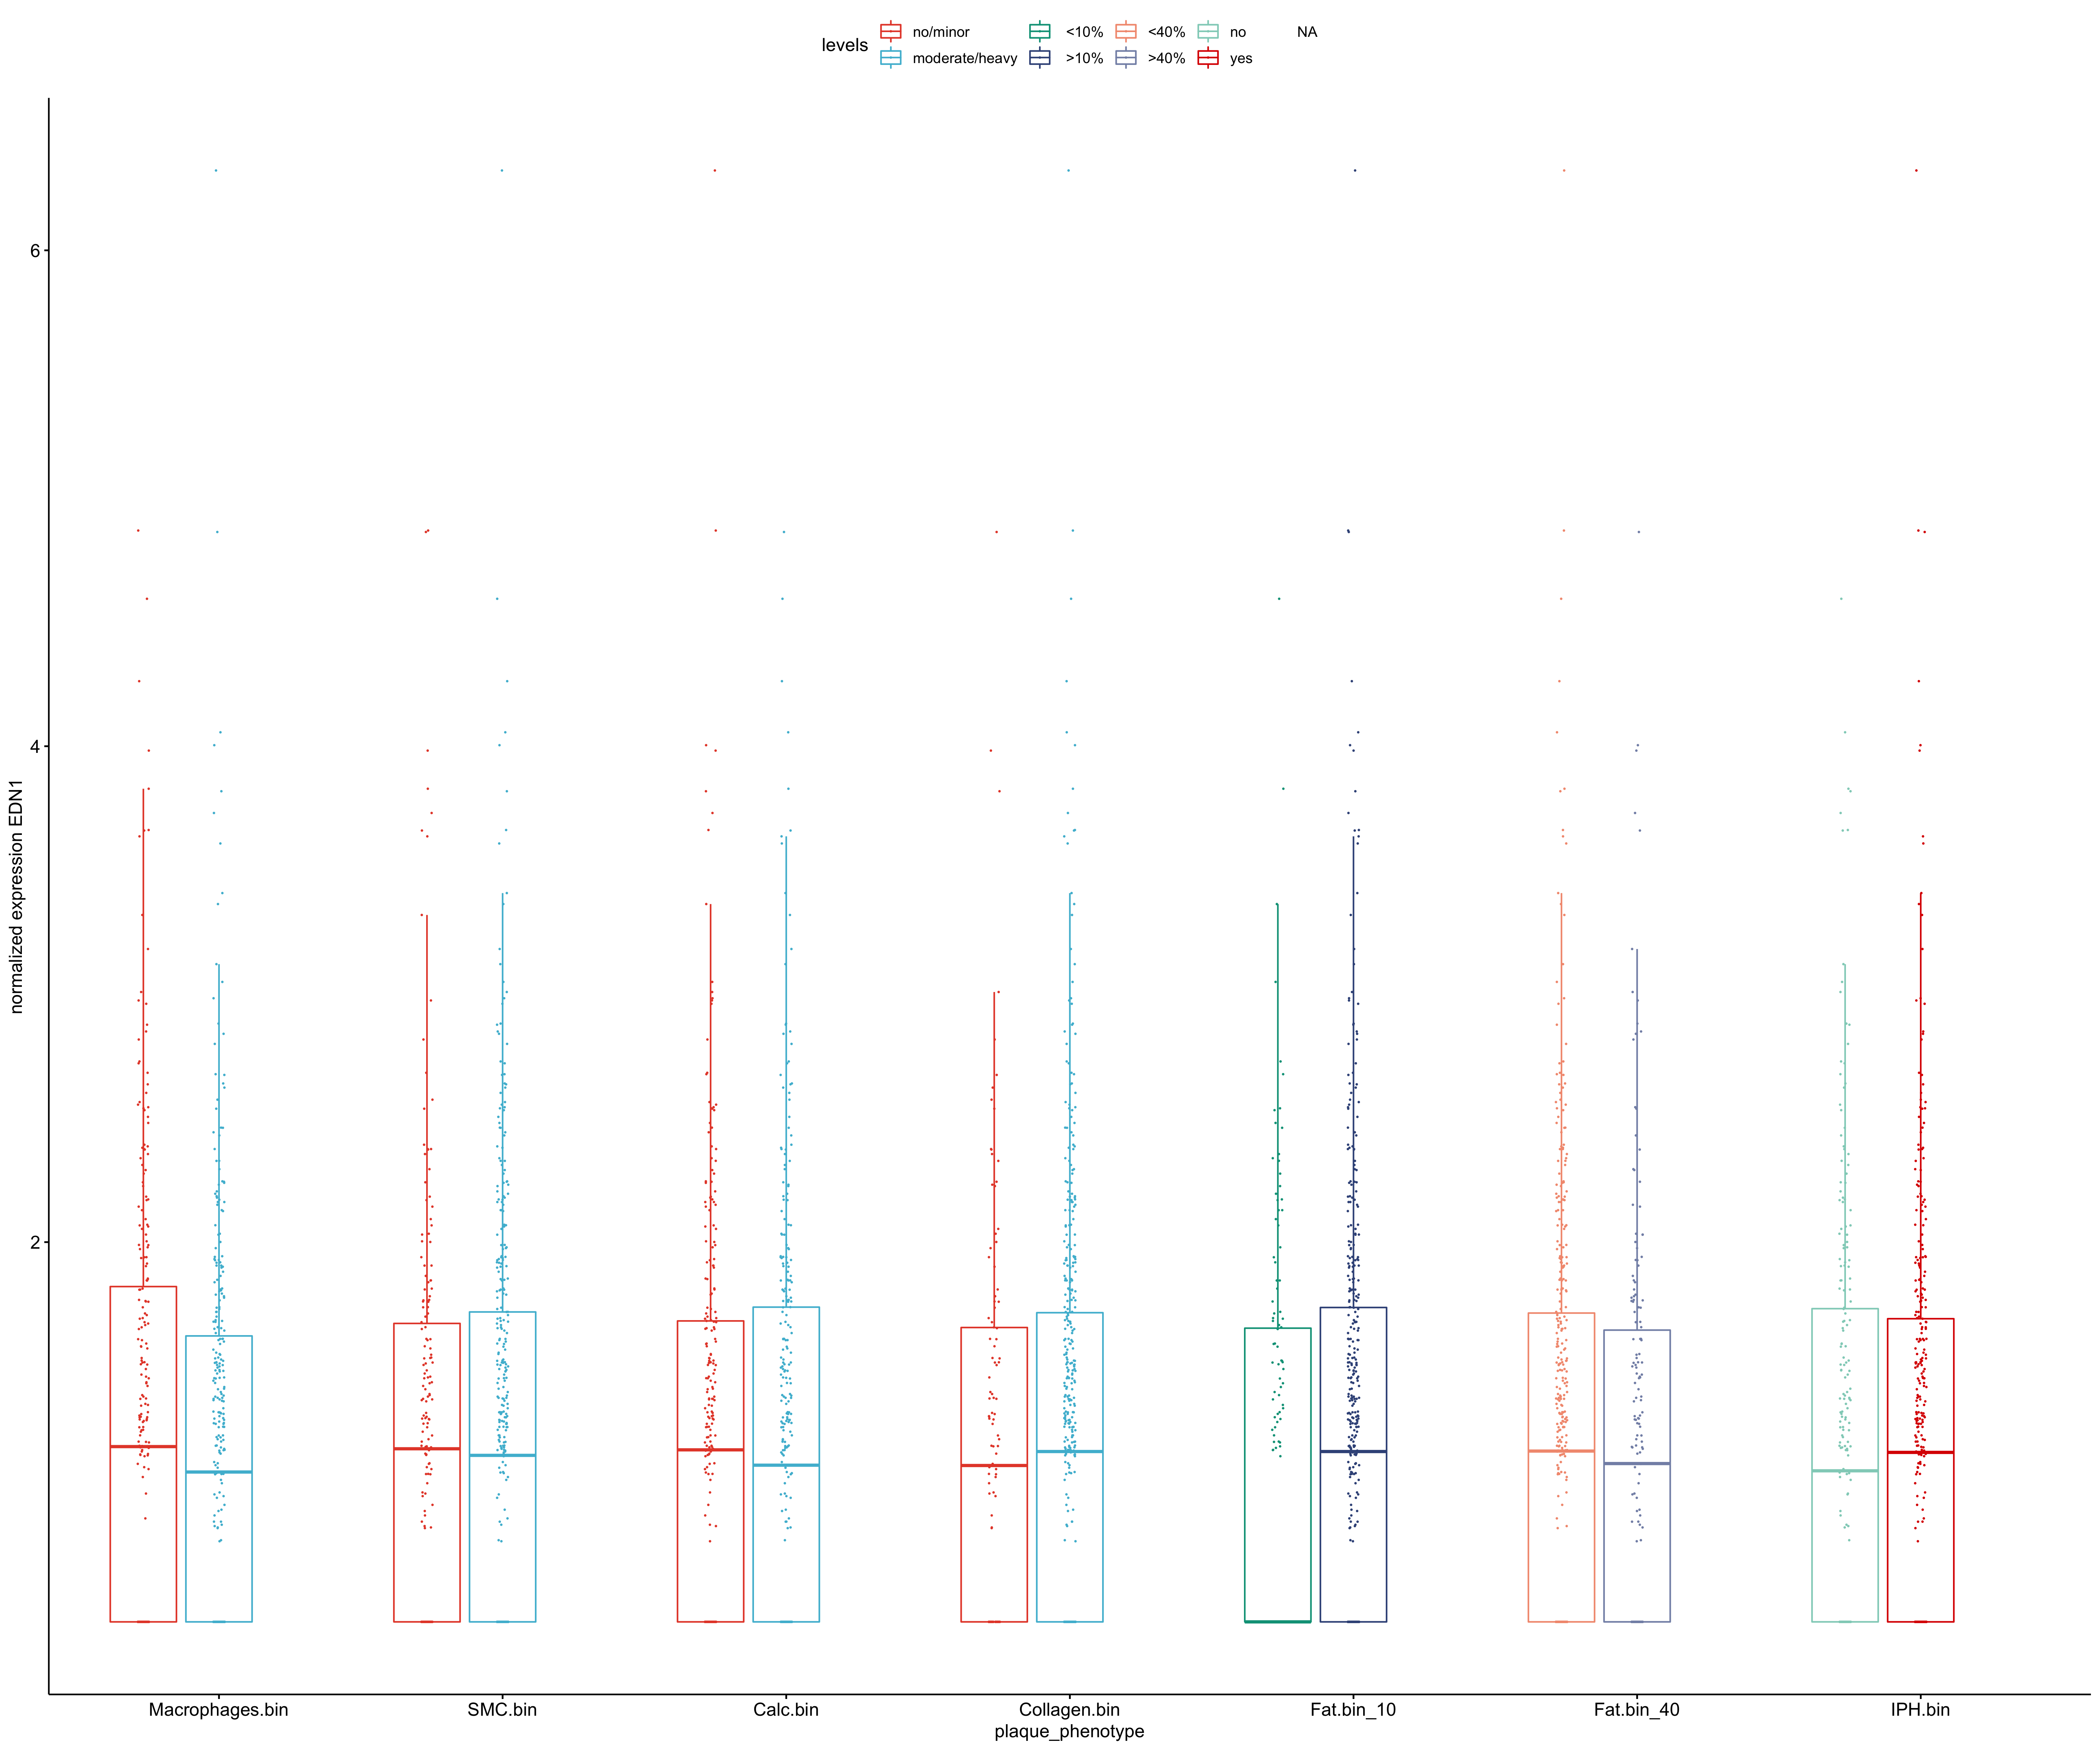 levels
no/minor <10% <40% no NA
moderate/heavy >10% >40% yes
6
4
2
normalized expression EDN1
Macrophages.bin SMC.bin Calc.bin Collagen.bin Fat.bin_10 Fat.bin_40 IPH.bin
plaque_phenotype